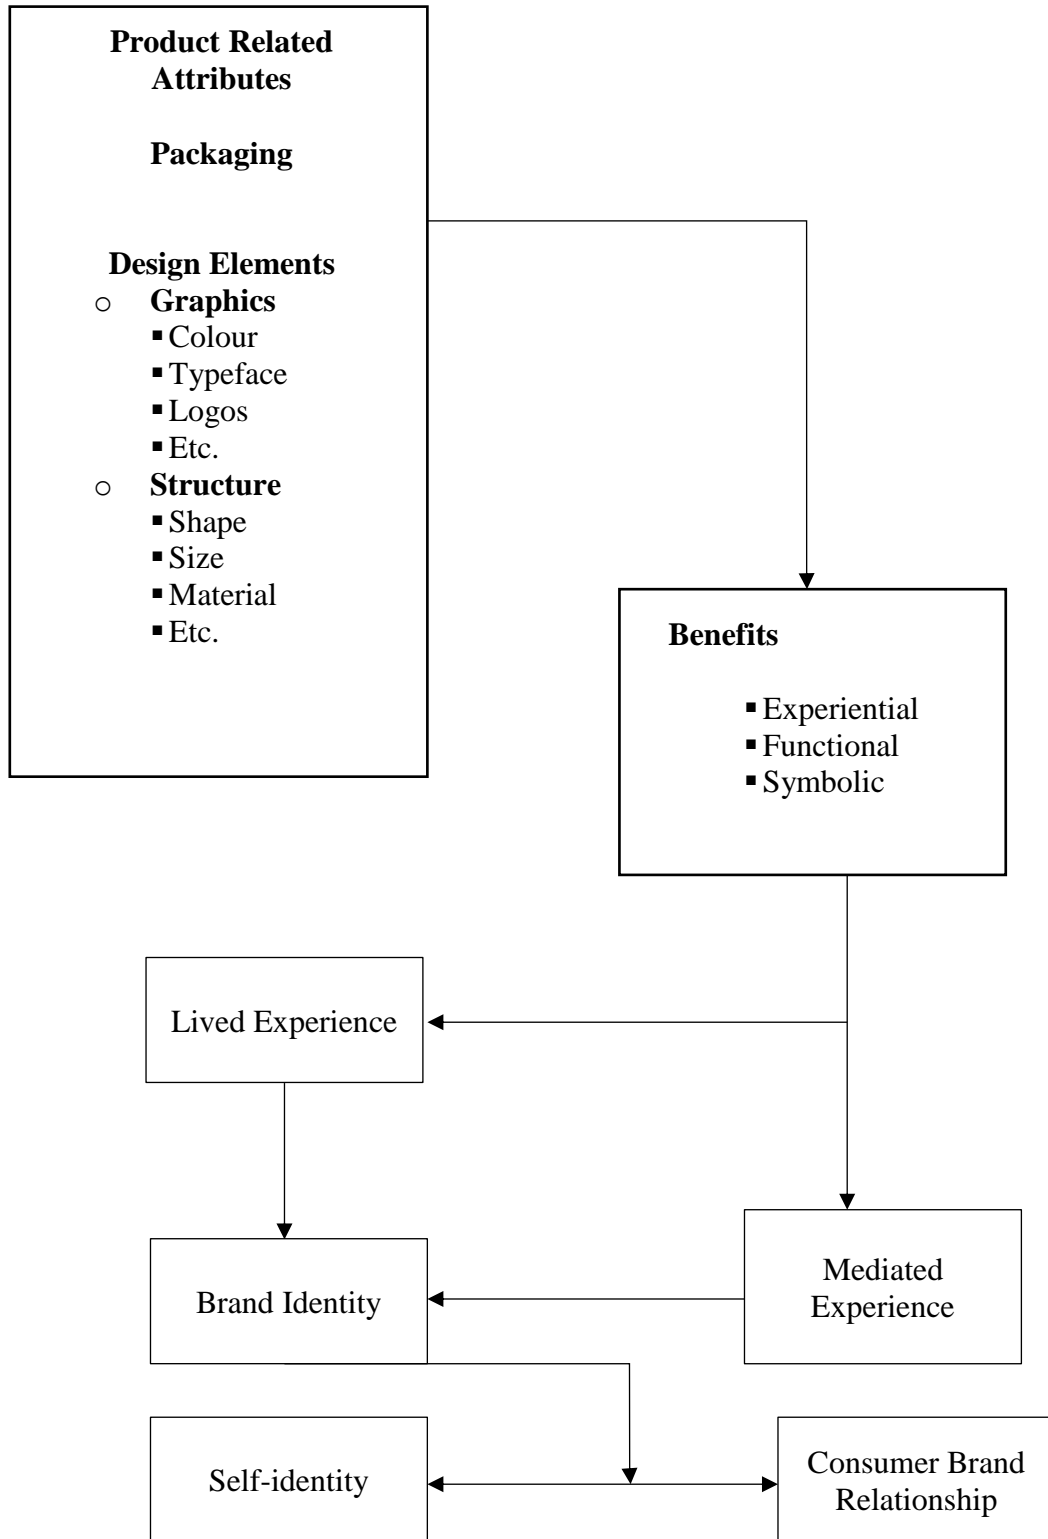 Product Related
Attributes
Packaging
Design Elements
o Graphics
▪ Colour
▪ Typeface
▪ Logos
▪ Etc.
o Structure
▪ Shape
▪ Size
▪ Material
▪ Etc.
Benefits
▪ Experiential
▪ Functional
▪ Symbolic
Lived Experience
Mediated
Experience
Brand Identity
Self-identity
Consumer Brand
Relationship